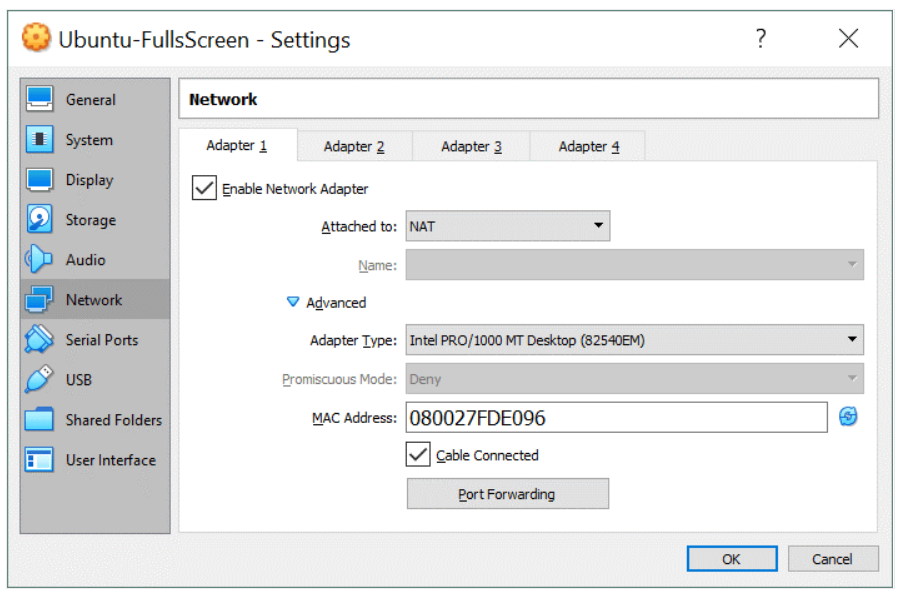 Ubuntu-FullsScreen - Settings ?
General
System
Display
Storage
Audio
Network
Serial Ports
USB
Shared Folders
User Interface
Network
Adapter 1 Adapter 2 Adapter 3 Adapter 4
Enable Network Adapter
Attached to: NAT
Name:
Advanced
Adapter Type: Intel PRO/1000 MT Desktop (82540EM)
Promiscuous Mode: Deny
MAC Address: 080027FDE096
Cable Connected
Port Forwarding
OK Cancel